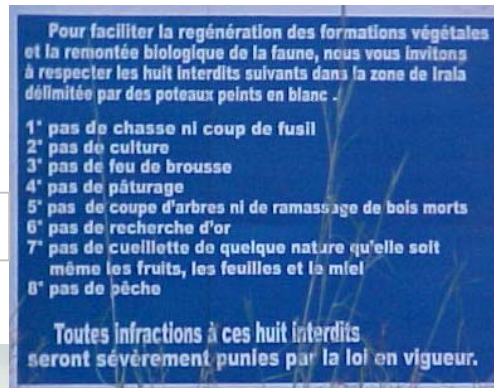 Pour faciliter la regénération des formations végétales
et la remontée biologique de la faune, nous vous invitons
à respecter les huit interdits suivants dans la zone de Irala
délimitée par des poteaux peints en blanc .
1° pas de chasse ni coup de fusil
2° pas de culture
3° pas de feu de brousse
4° pas de pâturage
5° pas de coupe d'arbres ni de ramassage de bois morts
6° pas de recherche d'or
7° pas de cueillette de quelque nature qu'elle soit
même les fruits, les feuilles et le miel
8° pas de pêche
Toutes infractions à ces huit interdits
seront sévèrement punies par la loi en vigueur.